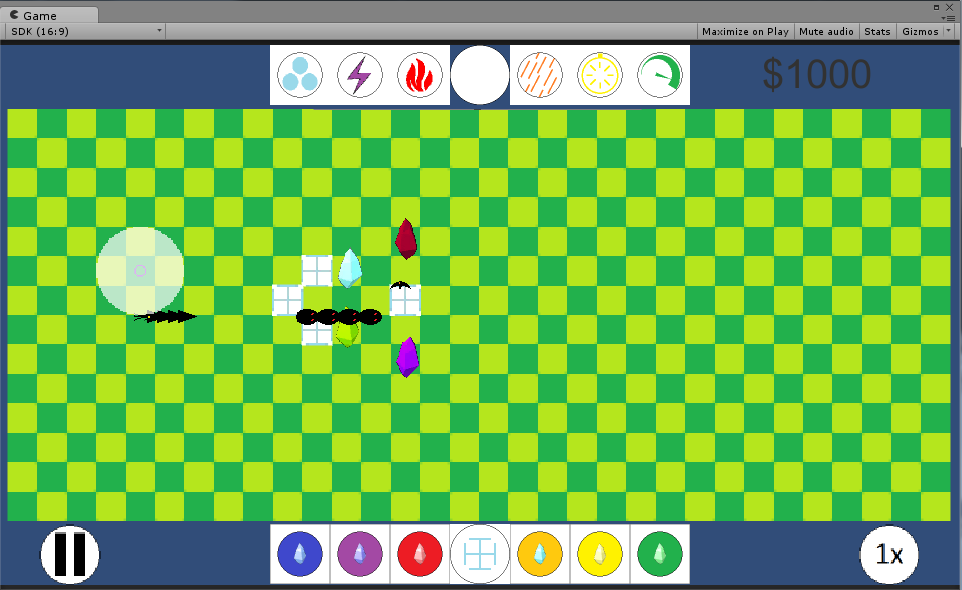 Game
SDK (16:9)
Maximize on Play
Mute audio
Stats
Gizmos
$1000
1x